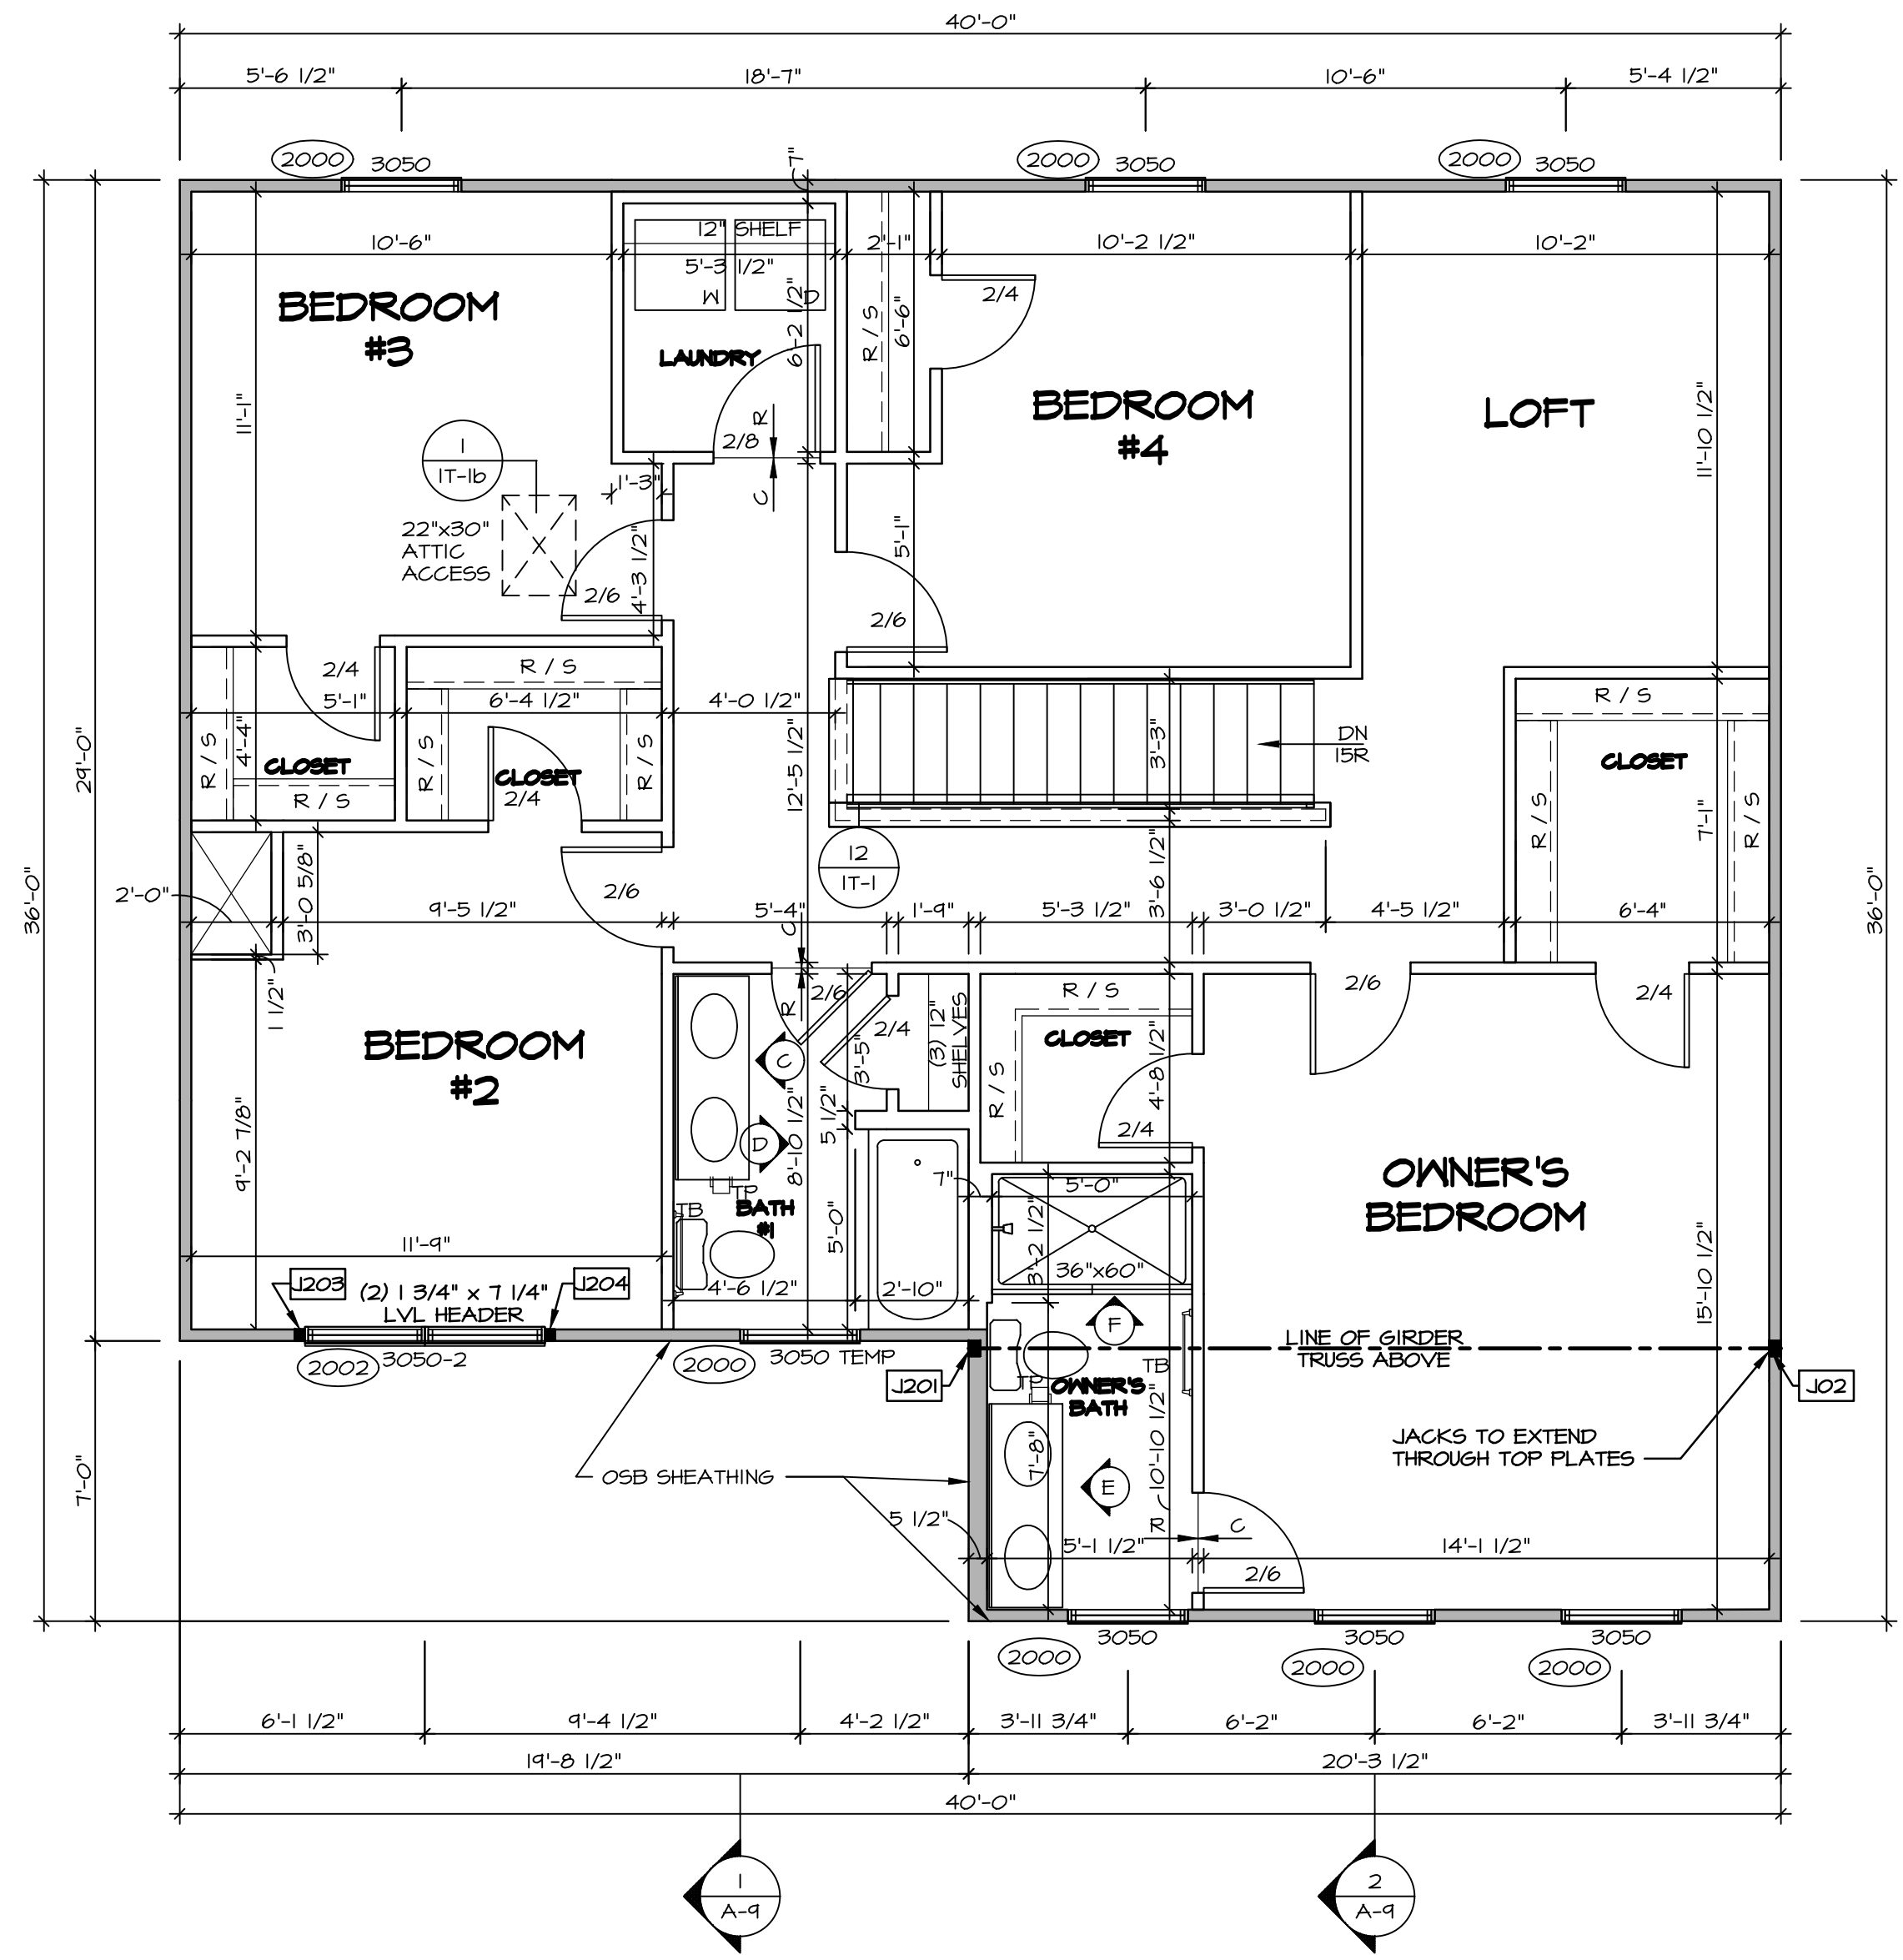 40'-0"
5'-6 1/2"
18'-7"
10'-6"
5'-4 1/2"
2000
3050
7"
2000
3050
2000
3050
12" SHELF
10'-6"
5'-3 1/2"
2'-1"
10'-2 1/2"
10'-2"
W
D
2/4
BEDROOM
#3
6'-2 1/2"
R / S
6'-6"
LAUNDRY
BEDROOM
#4
LOFT
11'-1"
11'-10 1/2"
2/8
R
C
1
1T-1b
1'-3"
22"x30"
ATTIC
ACCESS
4'-3 1/2"
5'-1"
2/6
2/6
2/4
R / S
R / S
5'-1"
6'-4 1/2"
4'-0 1/2"
29'-0"
R / S
4'-4"
CLOSET
R / S
R / S
CLOSET
2/4
R / S
12'-5 1/2"
3'-3"
DN
15R
CLOSET
R / S
7'-1"
R / S
36'-0"
36'-0"
2'-0"
3'-0 5/8"
2/6
12
1T-1
3'-6 1/2"
9'-5 1/2"
5'-4"
1'-9"
5'-3 1/2"
3'-0 1/2"
4'-5 1/2"
6'-4"
C
R
1 1/2"
2/6
2/4
(3) 12"
SHELVES
R / S
2/6
2/4
BEDROOM
#2
C
3'-5"
CLOSET
R / S
4'-8 1/2"
9'-2 7/8"
D
8'-10 1/2"
5 1/2"
2/4
OWNER'S
BEDROOM
TP
TB
BATH
#1
7"
5'-0"
5'-0"
3'-2 1/2"
15'-10 1/2"
11'-9"
36"x60"
4'-6 1/2"
2'-10"
J203
(2) 1 3/4" x 7 1/4"
LVL HEADER
J204
F
LINE OF GIRDER
TRUSS ABOVE
2002
3050-2
2000
3050 TEMP
J201
TB
TP
OWNER'S
BATH
J02
7'-0"
7'-8"
10'-10 1/2"
JACKS TO EXTEND
THROUGH TOP PLATES
OSB SHEATHING
E
5 1/2"
R
C
5'-1 1/2"
14'-1 1/2"
2/6
3050
3050
3050
2000
2000
2000
6'-1 1/2"
9'-4 1/2"
4'-2 1/2"
3'-11 3/4"
6'-2"
6'-2"
3'-11 3/4"
19'-8 1/2"
20'-3 1/2"
40'-0"
1
A-9
2
A-9